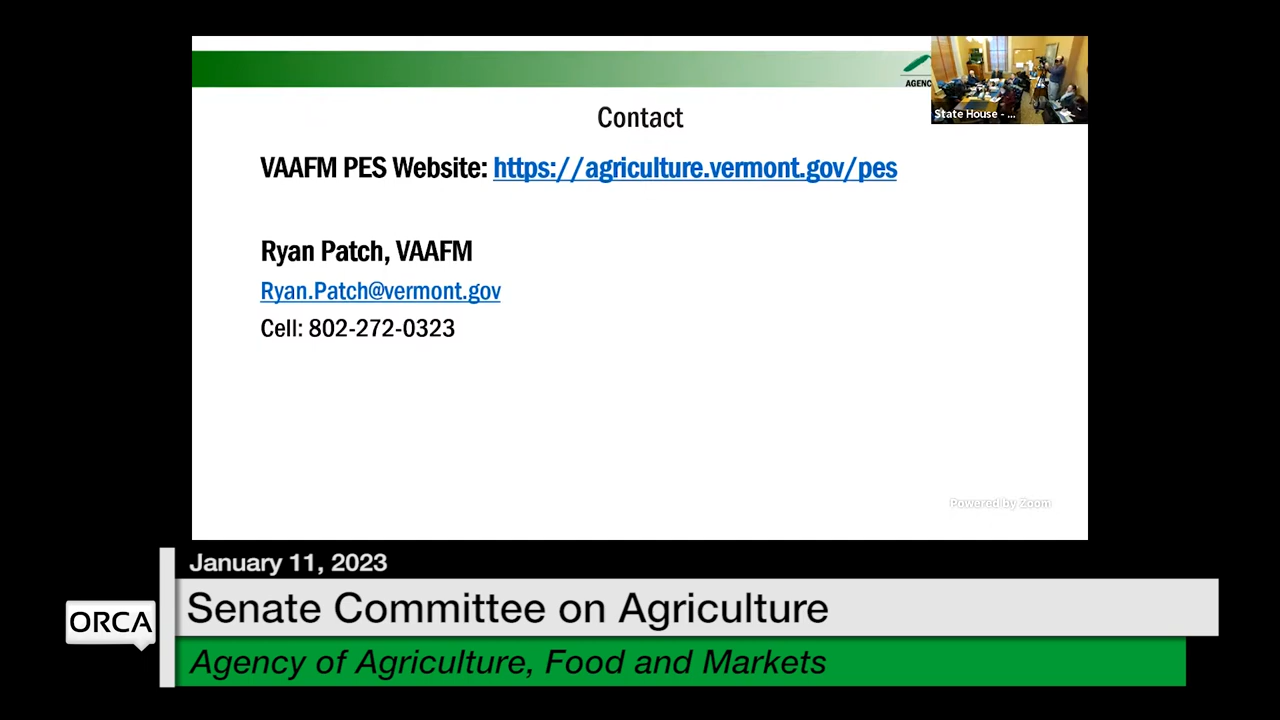 AGENC
State House - ...
Contact
VAAFM PES Website: https://agriculture.vermont.gov/pes
Ryan Patch, VAAFM
Ryan.Patch@vermont.gov
Cell: 802-272-0323
Powered by Zoom
January 11, 2023
Senate Committee on Agriculture
ORCA
Agency of Agriculture, Food and Markets